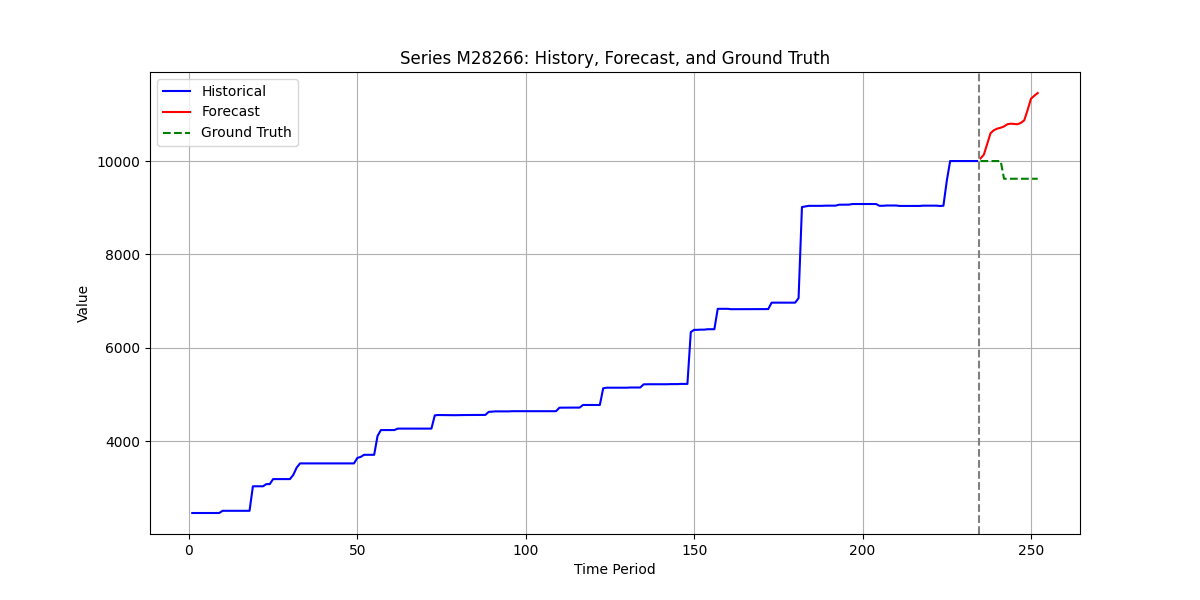 Series M28266: History, Forecast, and Ground Truth
Historical
Forecast
Ground Truth
10000
8000
6000
4000
Value
0
50
100
150
200
250
Time Period